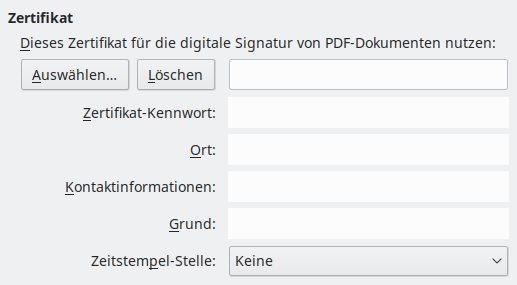 Zertifikat
Dieses Zertifikat für die digitale Signatur von PDF-Dokumenten nutzen:
Auswählen... Löschen
Zertifikat-Kennwort:
Ort:
Kontaktinformationen:
Grund:
Zeitstempel-Stelle: Keine